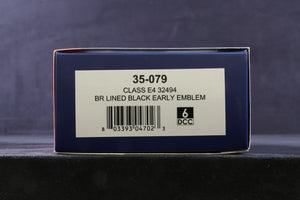 35-079
CLASS E4 32494
BR LINED BLACK EARLY EMBLEM
8 03393 04702 3
6
DCC